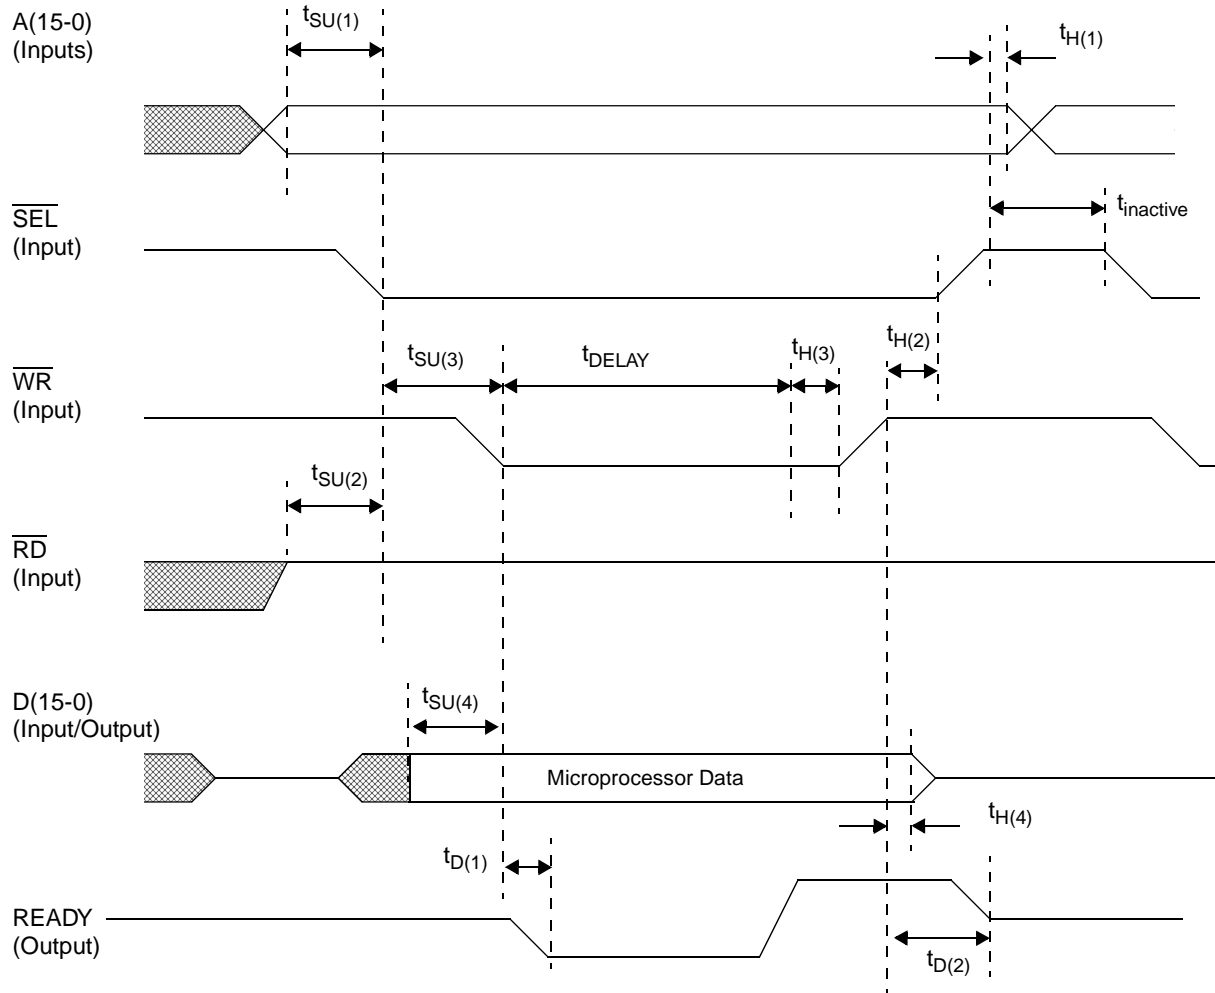 A(15-0)
(Inputs)
tSU(1)
tH(1)
SEL
(Input)
tinactive
WR
(Input)
tSU(3)
tDELAY
tH(3)
tH(2)
tSU(2)
RD
(Input)
D(15-0)
(Input/Output)
tSU(4)
Microprocessor Data
tH(4)
tD(1)
READY
(Output)
tD(2)